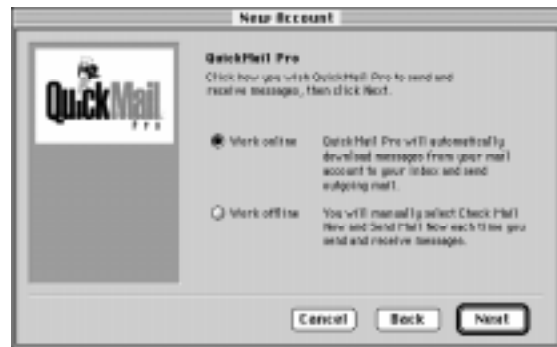 New Account
QuickMail
Pro
QuickMail Pro
Click how you wish QuickMail Pro to send and
receive messages, then click Next.
Work online
QuickMail Pro will automatically
download messages from your mail
account to your Inbox and send
outgoing mail.
Work offline
You will manually select Check Mail
Now and Send Mail Now each time you
send and receive messages.
Cancel
Back
Next